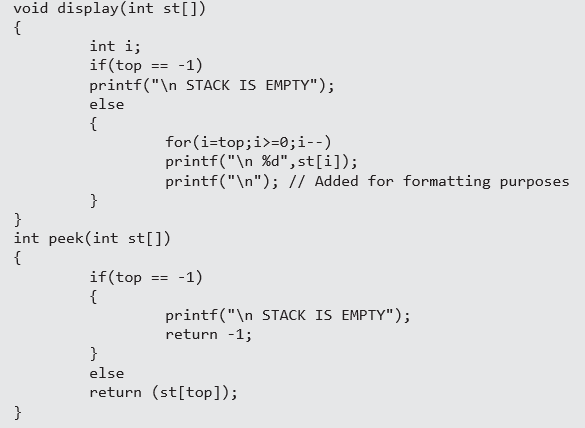 void display(int st[])
{
int i;
if(top == -1)
printf("\n STACK IS EMPTY");
else
{
for(i=top;i>=0;i--)
printf("\n %d",st[i]);
printf("\n"); // Added for formatting purposes
}
}
int peek(int st[])
{
if(top == -1)
{
printf("\n STACK IS EMPTY");
return -1;
}
else
return (st[top]);
}